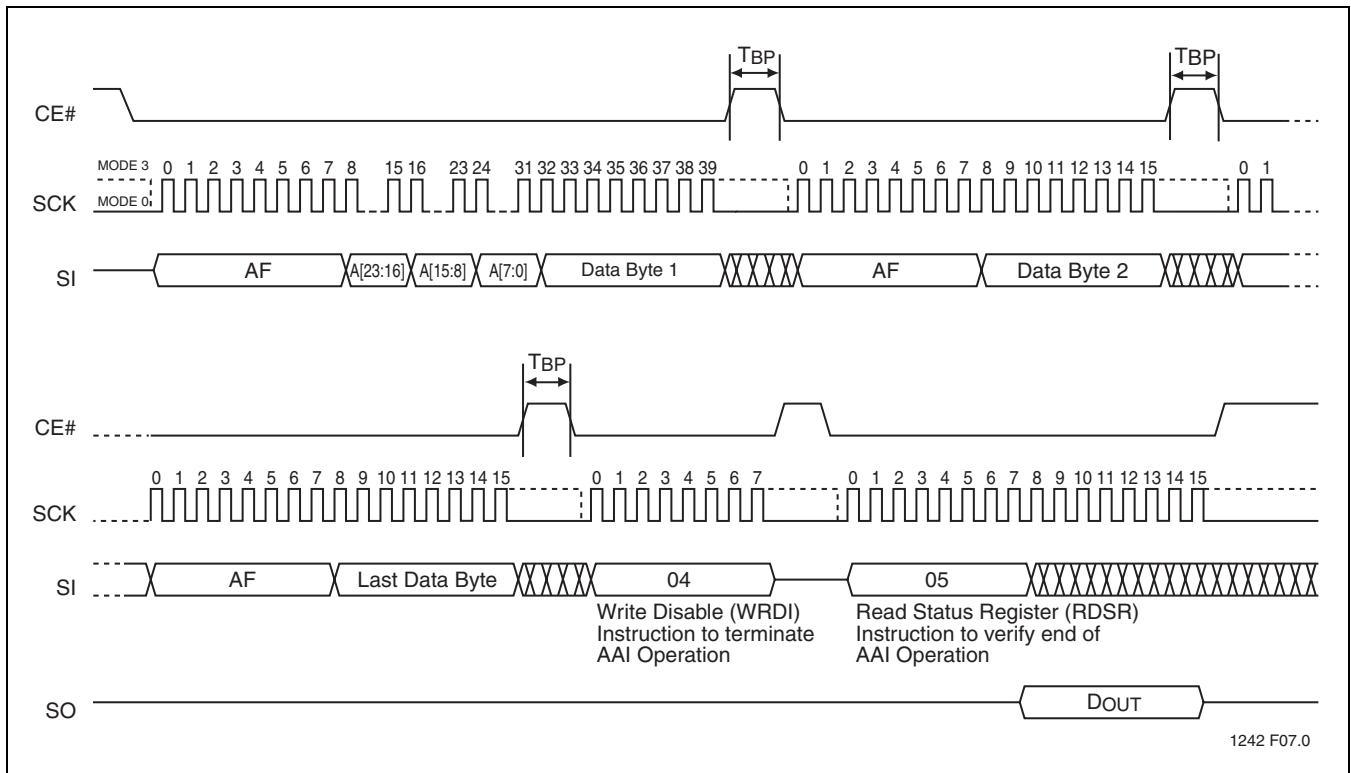 TBP TBP
CE#
MODE 3 0 1 2 3 4 5 6 7 8 15 16 23 24 31 32 33 34 35 36 37 38 39 0 1 2 3 4 5 6 7 8 9 10 11 12 13 14 15 0 1
SCK MODE 0
SI AF A[23:16] A[15:8] A[7:0] Data Byte 1 AF Data Byte 2
TBP
CE#
0 1 2 3 4 5 6 7 8 9 10 11 12 13 14 15 0 1 2 3 4 5 6 7 0 1 2 3 4 5 6 7 8 9 10 11 12 13 14 15
SCK
SI AF Last Data Byte 04 05
Write Disable (WRDI) Read Status Register (RDSR)
Instruction to terminate Instruction to verify end of
AAI Operation AAI Operation
SO DOUT
1242 F07.0